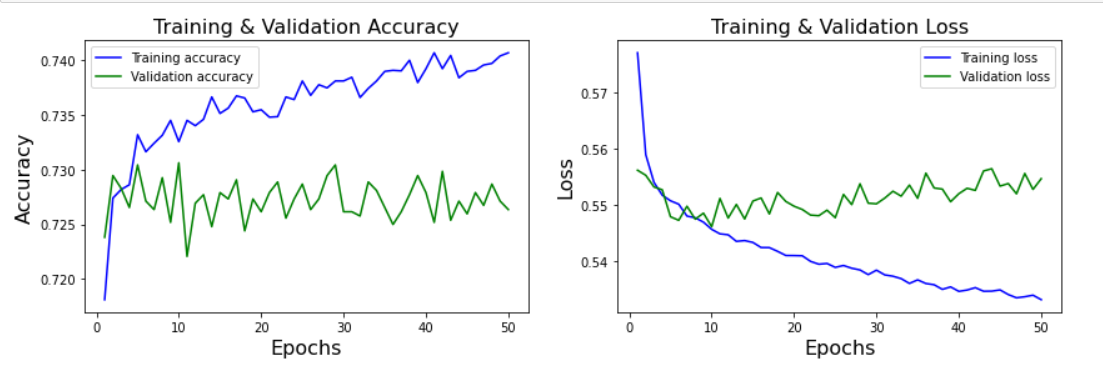 Training & Validation Accuracy
Training accuracy
Validation accuracy
0.740
0.735
0.730
0.725
0.720
Accuracy
0
10
20
30
40
50
Epochs
Training & Validation Loss
Training loss
Validation loss
0.57
0.56
0.55
0.54
Loss
0
10
20
30
40
50
Epochs